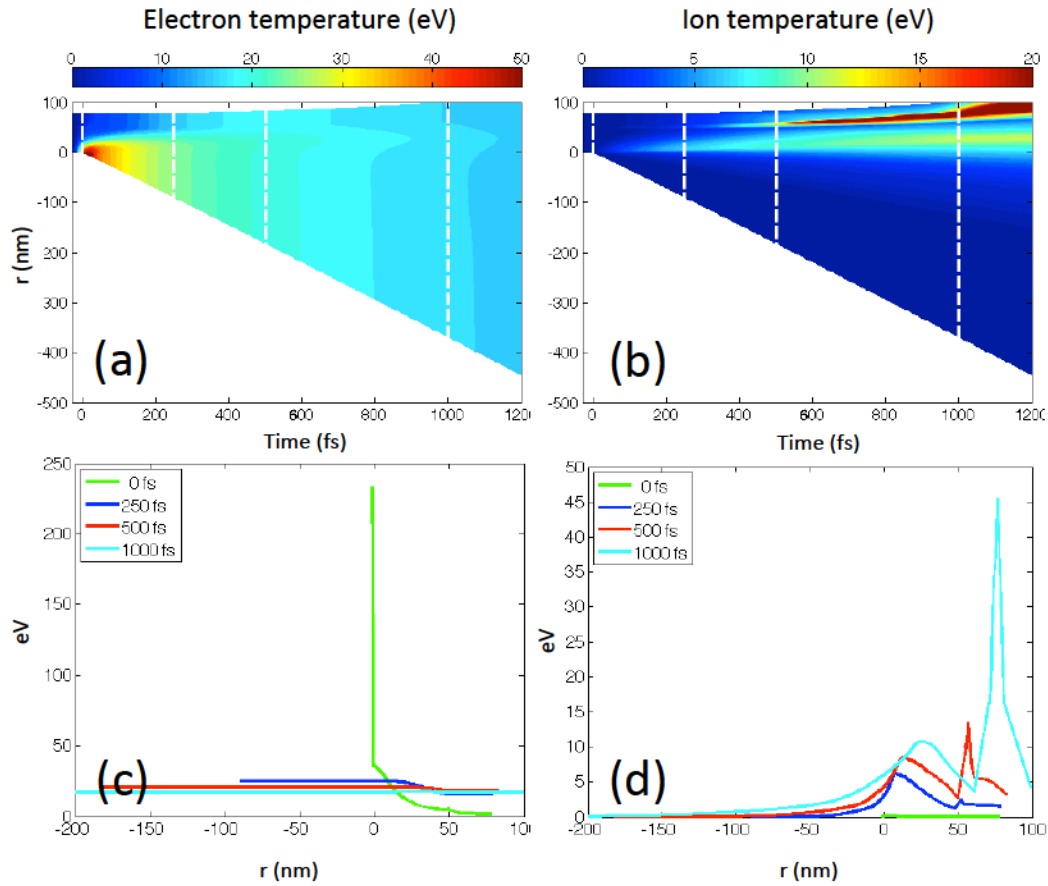 Electron temperature (eV)
Ion temperature (eV)
0 10 20 30 40 50
0 5 10 15 20
100
0
-100
-200
-300
-400
-500
r (nm)
(a)
0 200 400 600 800 1000 1200
Time (fs)
100
0
-100
-200
-300
-400
-500
(b)
0 200 400 600 800 1000 1200
Time (fs)
250
200
150
100
50
0
eV
0 fs
250 fs
500 fs
1000 fs
(c)
-200 -150 -100 -50 0 50 100
r (nm)
50
45
40
35
30
25
20
15
10
5
0
eV
0 fs
250 fs
500 fs
1000 fs
(d)
-200 -150 -100 -50 0 50 100
r (nm)